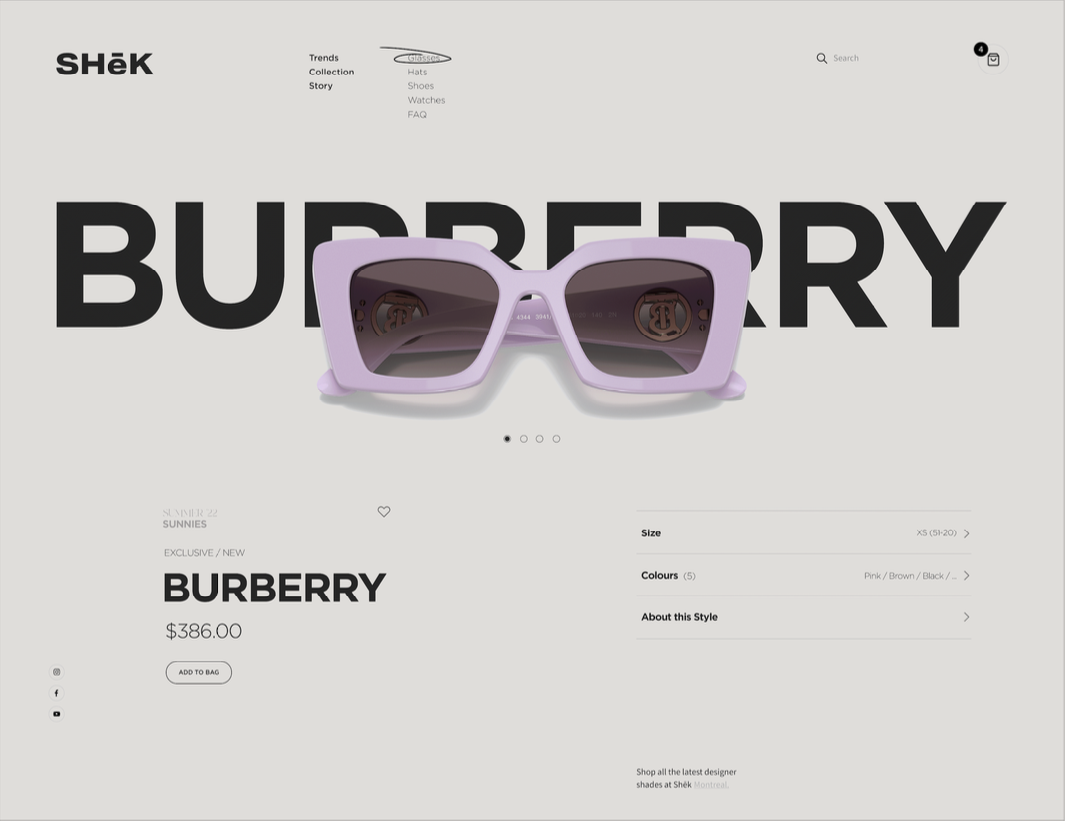 SHēK
Trends
Collection
Story
Glasses
Hats
Shoes
Watches
FAQ
Search
4
BURBERRY
4344 3941/
SUMMER '22
SUNNIES
EXCLUSIVE / NEW
BURBERRY
$386.00
ADD TO BAG
Size
XS (51-20)
Colours (5)
Pink / Brown / Black / ...
About this Style
Shop all the latest designer
shades at Shēk Montreal.